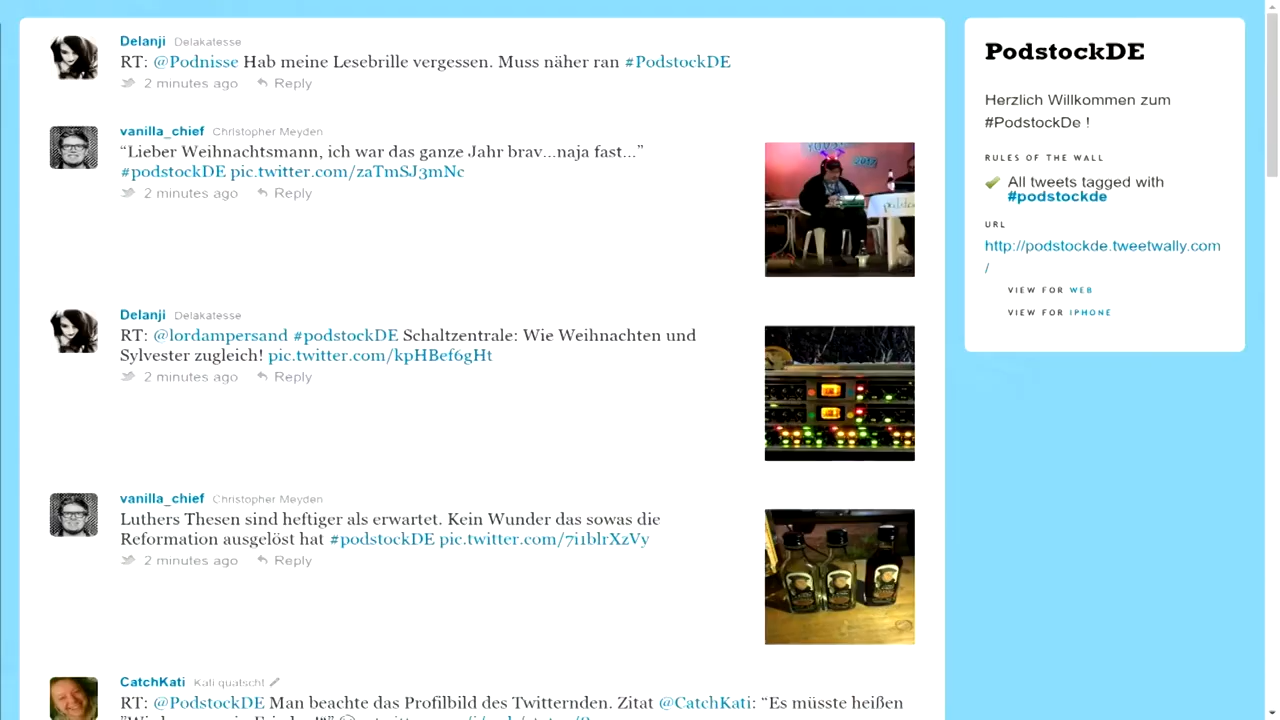 Delanji Delakatesse
RT: @Podnisse Hab meine Lesebrille vergessen. Muss näher ran #PodstockDE
2 minutes ago Reply
vanilla_chief Christopher Meyden
“Lieber Weihnachtsmann, ich war das ganze Jahr brav...naja fast...”
#podstockDE pic.twitter.com/zaTmSJ3mNc
2 minutes ago Reply
Delanji Delakatesse
RT: @lordampersand #podstockDE Schaltzentrale: Wie Weihnachten und
Sylvester zugleich! pic.twitter.com/kpHBef6gHt
2 minutes ago Reply
vanilla_chief Christopher Meyden
Luthers Thesen sind heftiger als erwartet. Kein Wunder das sowas die
Reformation ausgelöst hat #podstockDE pic.twitter.com/7i1blrXzVy
2 minutes ago Reply
CatchKati Kati quatscht
RT: @PodstockDE Man beachte das Profilbild des Twitternden. Zitat @CatchKati: “Es müsste heißen
PodstockDE
Herzlich Willkommen zum
#PodstockDe !
RULES OF THE WALL
All tweets tagged with
#podstockde
URL
http://podstockde.tweetwally.com
/
VIEW FOR WEB
VIEW FOR IPHONE